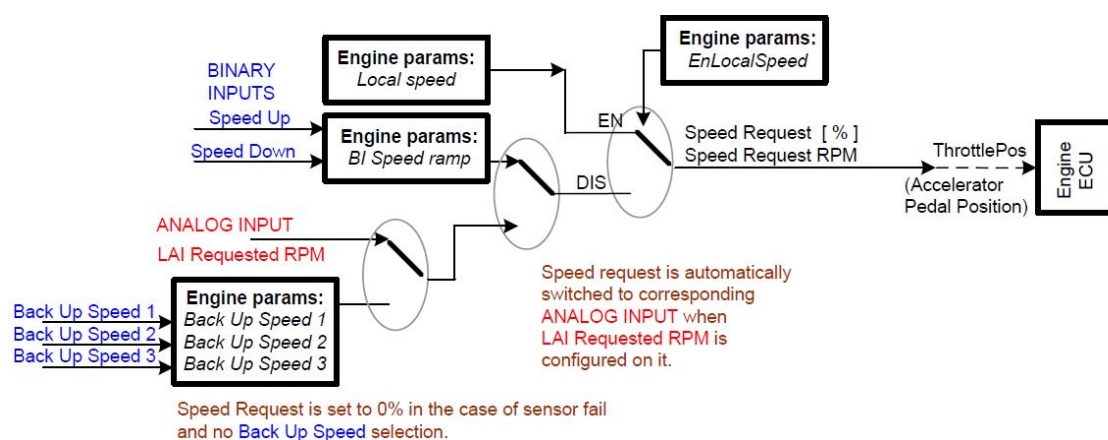 Engine params:
Local speed
Engine params:
EnLocalSpeed
BINARY
INPUTS
Speed Up
Speed Down
Engine params:
BI Speed ramp
EN
DIS
Speed Request [ % ]
Speed Request RPM
ThrottlePos
(Accelerator
Pedal Position)
Engine
ECU
ANALOG INPUT
LAI Requested RPM
Back Up Speed 1
Back Up Speed 2
Back Up Speed 3
Engine params:
Back Up Speed 1
Back Up Speed 2
Back Up Speed 3
Speed request is automatically
switched to corresponding
ANALOG INPUT when
LAI Requested RPM is
configured on it.
Speed Request is set to 0% in the case of sensor fail
and no Back Up Speed selection.